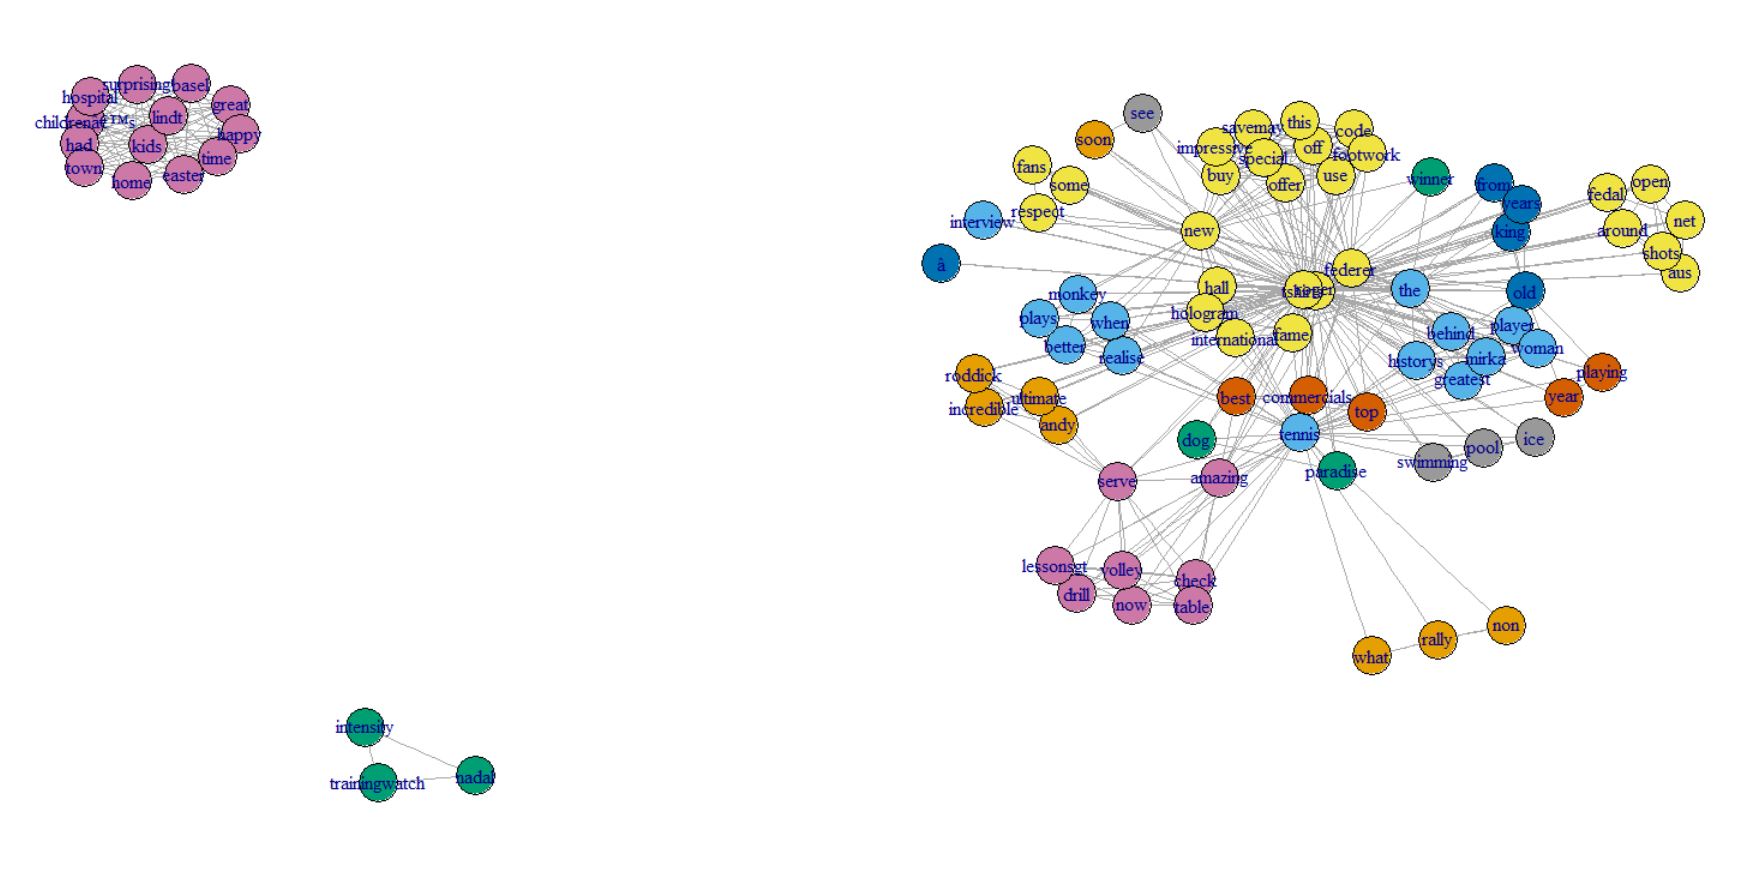 surprising
basel
hospital
great
lindt
childrenâ€™s
happy
had
kids
time
town
home
easter
see
soon
savemay
this
code
impressive
off
footwork
special
fans
buy
offer
use
some
winner
from
years
fedal
open
interview
respect
new
king
around
net
â
shots
federer
aus
roger
hall
the
old
monkey
hologram
plays
when
international
fame
behind
player
better
realise
historys
mirka
woman
roddick
greatest
playing
incredible
ultimate
best
commercials
top
year
andy
dog
tennis
ice
pool
swimming
serve
amazing
paradise
lessonsgt
volley
check
drill
now
table
what
rally
non
intensity
trainingwatch
nadal